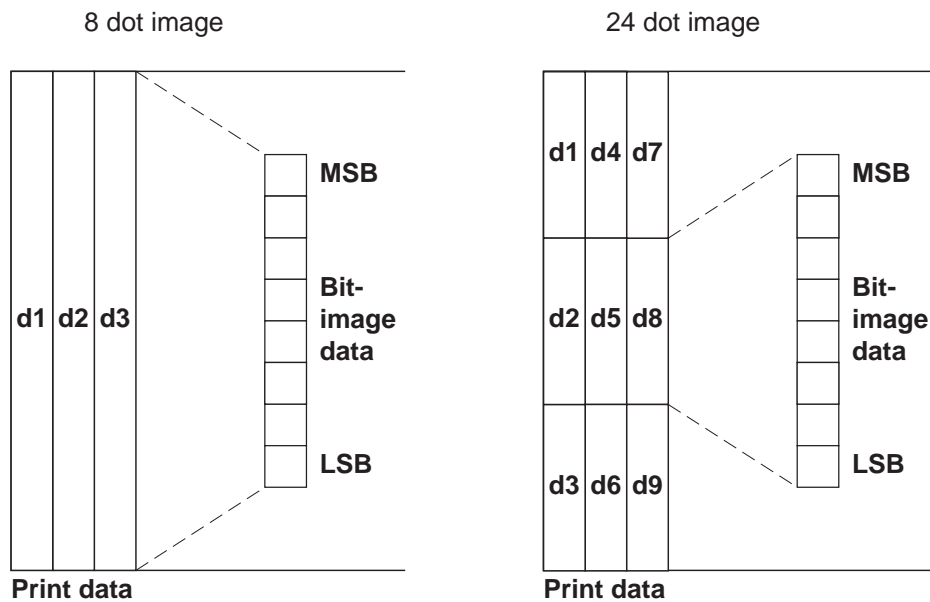 8 dot image
MSB
d1 d2 d3
Bit-
image
data
LSB
Print data
24 dot image
d1 d4 d7
MSB
d2 d5 d8
Bit-
image
data
d3 d6 d9
LSB
Print data